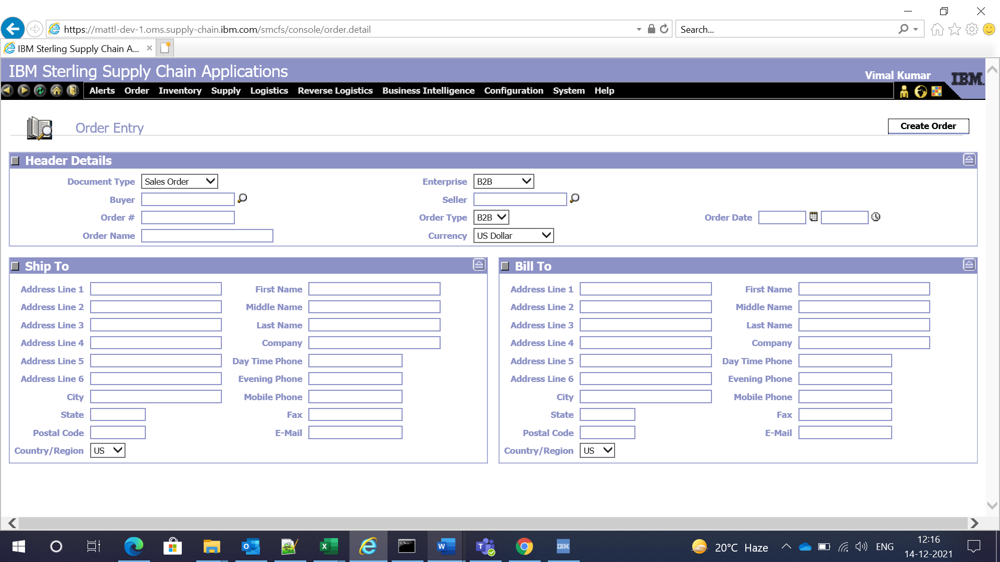 https://mattl-dev-1.oms.supply-chain.ibm.com/smcfs/console/order.detail
Search...
IBM Sterling Supply Chain A...
IBM Sterling Supply Chain Applications
Vimal Kumar
IBM.
Alerts Order Inventory Supply Logistics Reverse Logistics Business Intelligence Configuration System Help
Order Entry
Create Order
Header Details
Document Type Sales Order Enterprise B2B
Buyer Seller
Order # Order Type B2B Order Date
Order Name Currency US Dollar
Ship To
Address Line 1 First Name
Address Line 2 Middle Name
Address Line 3 Last Name
Address Line 4 Company
Address Line 5 Day Time Phone
Address Line 6 Evening Phone
City Mobile Phone
State Fax
Postal Code E-Mail
Country/Region US
Bill To
Address Line 1 First Name
Address Line 2 Middle Name
Address Line 3 Last Name
Address Line 4 Company
Address Line 5 Day Time Phone
Address Line 6 Evening Phone
City Mobile Phone
State Fax
Postal Code E-Mail
Country/Region US
20°C Haze
ENG
12:16
14-12-2021